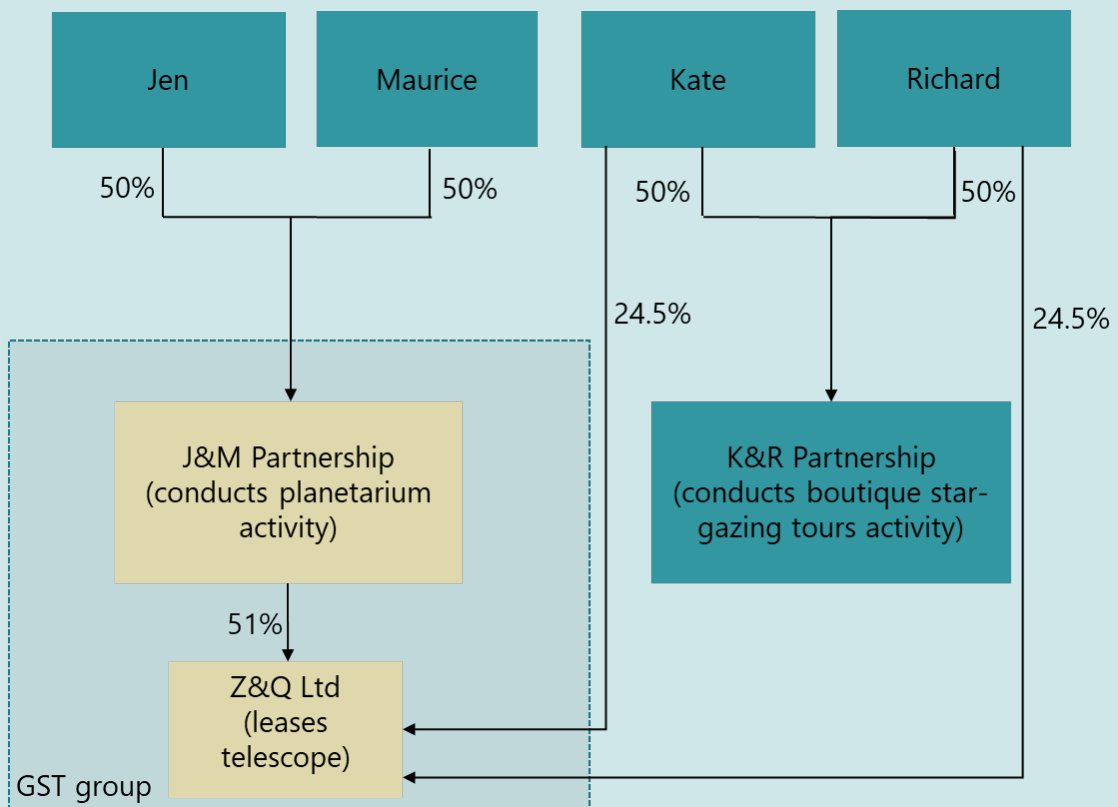 Jen
Maurice
Kate
Richard
50%
50%
50%
50%
24.5%
24.5%
J&M Partnership
(conducts planetarium
activity)
K&R Partnership
(conducts boutique star-
gazing tours activity)
51%
Z&Q Ltd
(leases
telescope)
GST group